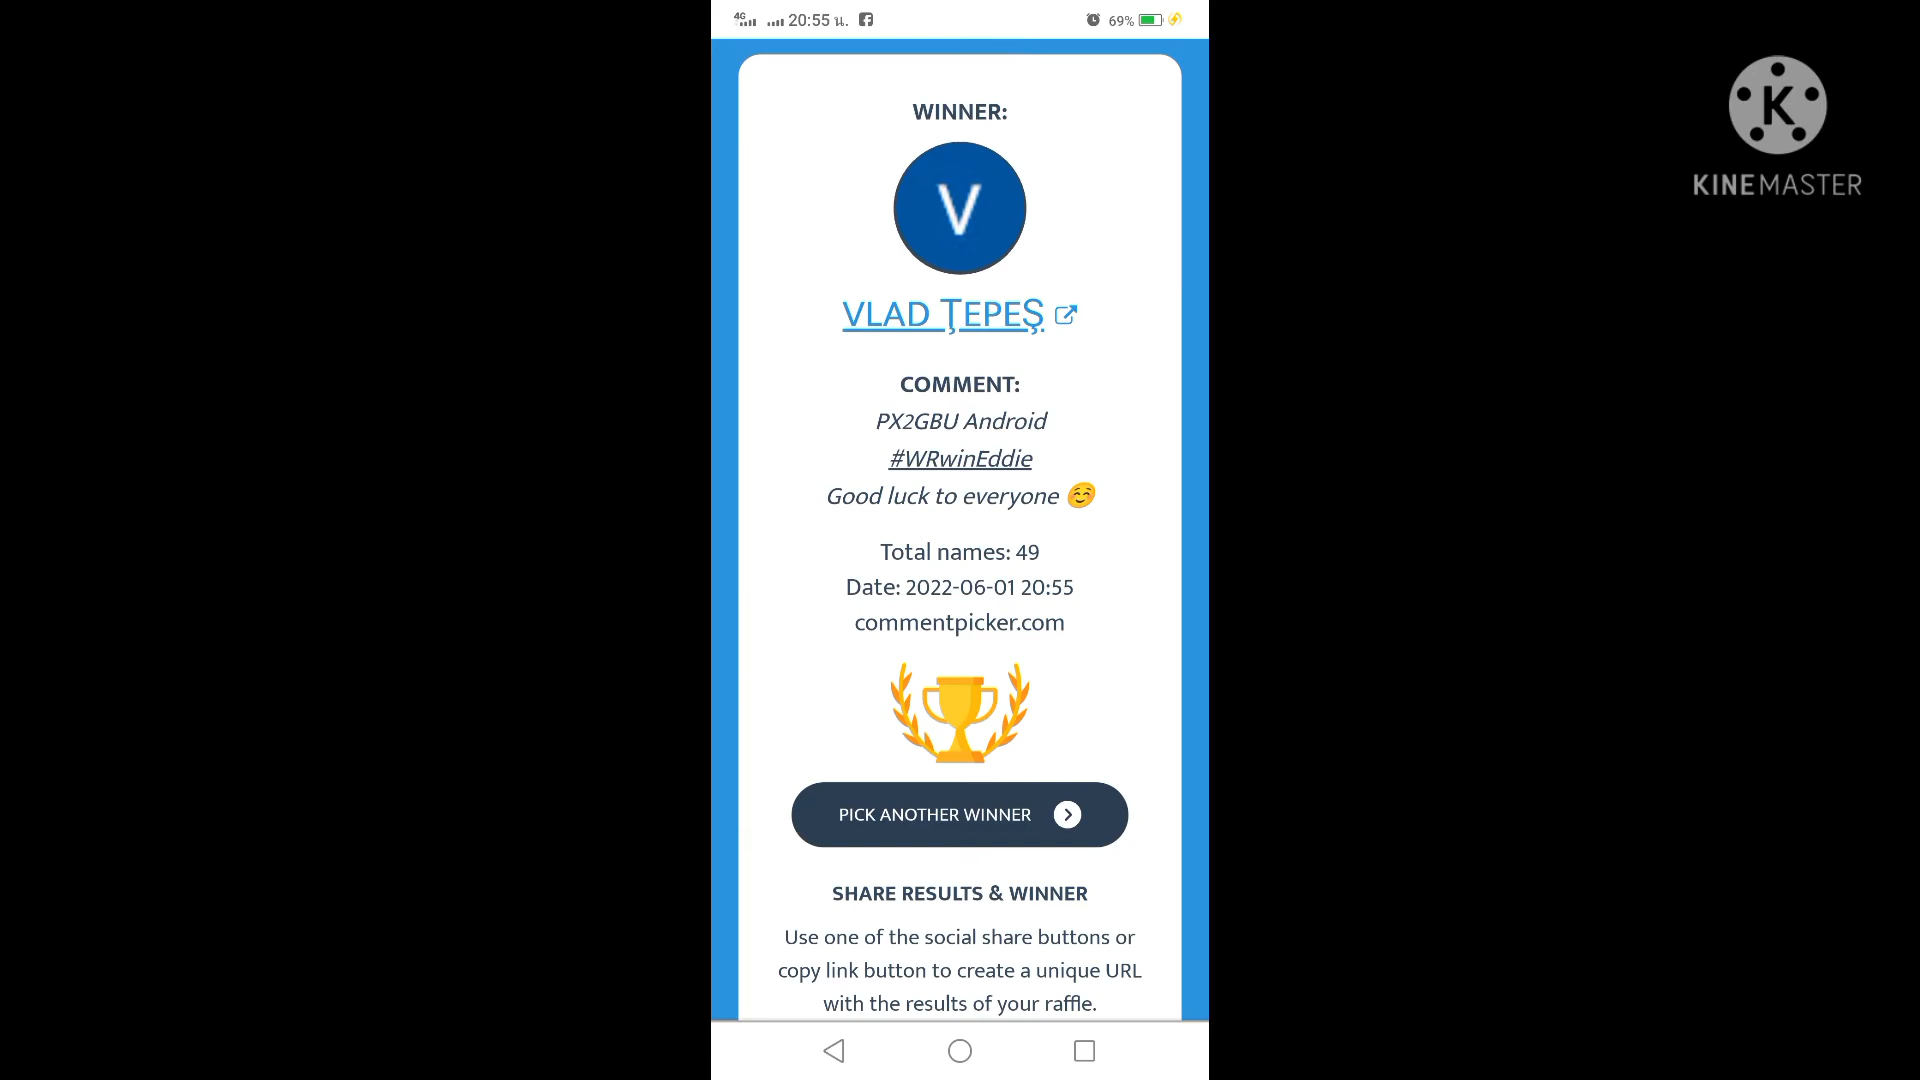 4G 20:55 น. 69%
WINNER:
V
VLAD ŢEPEŞ
COMMENT:
PX2GBU Android
#WRwinEddie
Good luck to everyone ☺️
Total names: 49
Date: 2022-06-01 20:55
commentpicker.com
PICK ANOTHER WINNER
SHARE RESULTS & WINNER
Use one of the social share buttons or
copy link button to create a unique URL
with the results of your raffle.
K
KINEMASTER